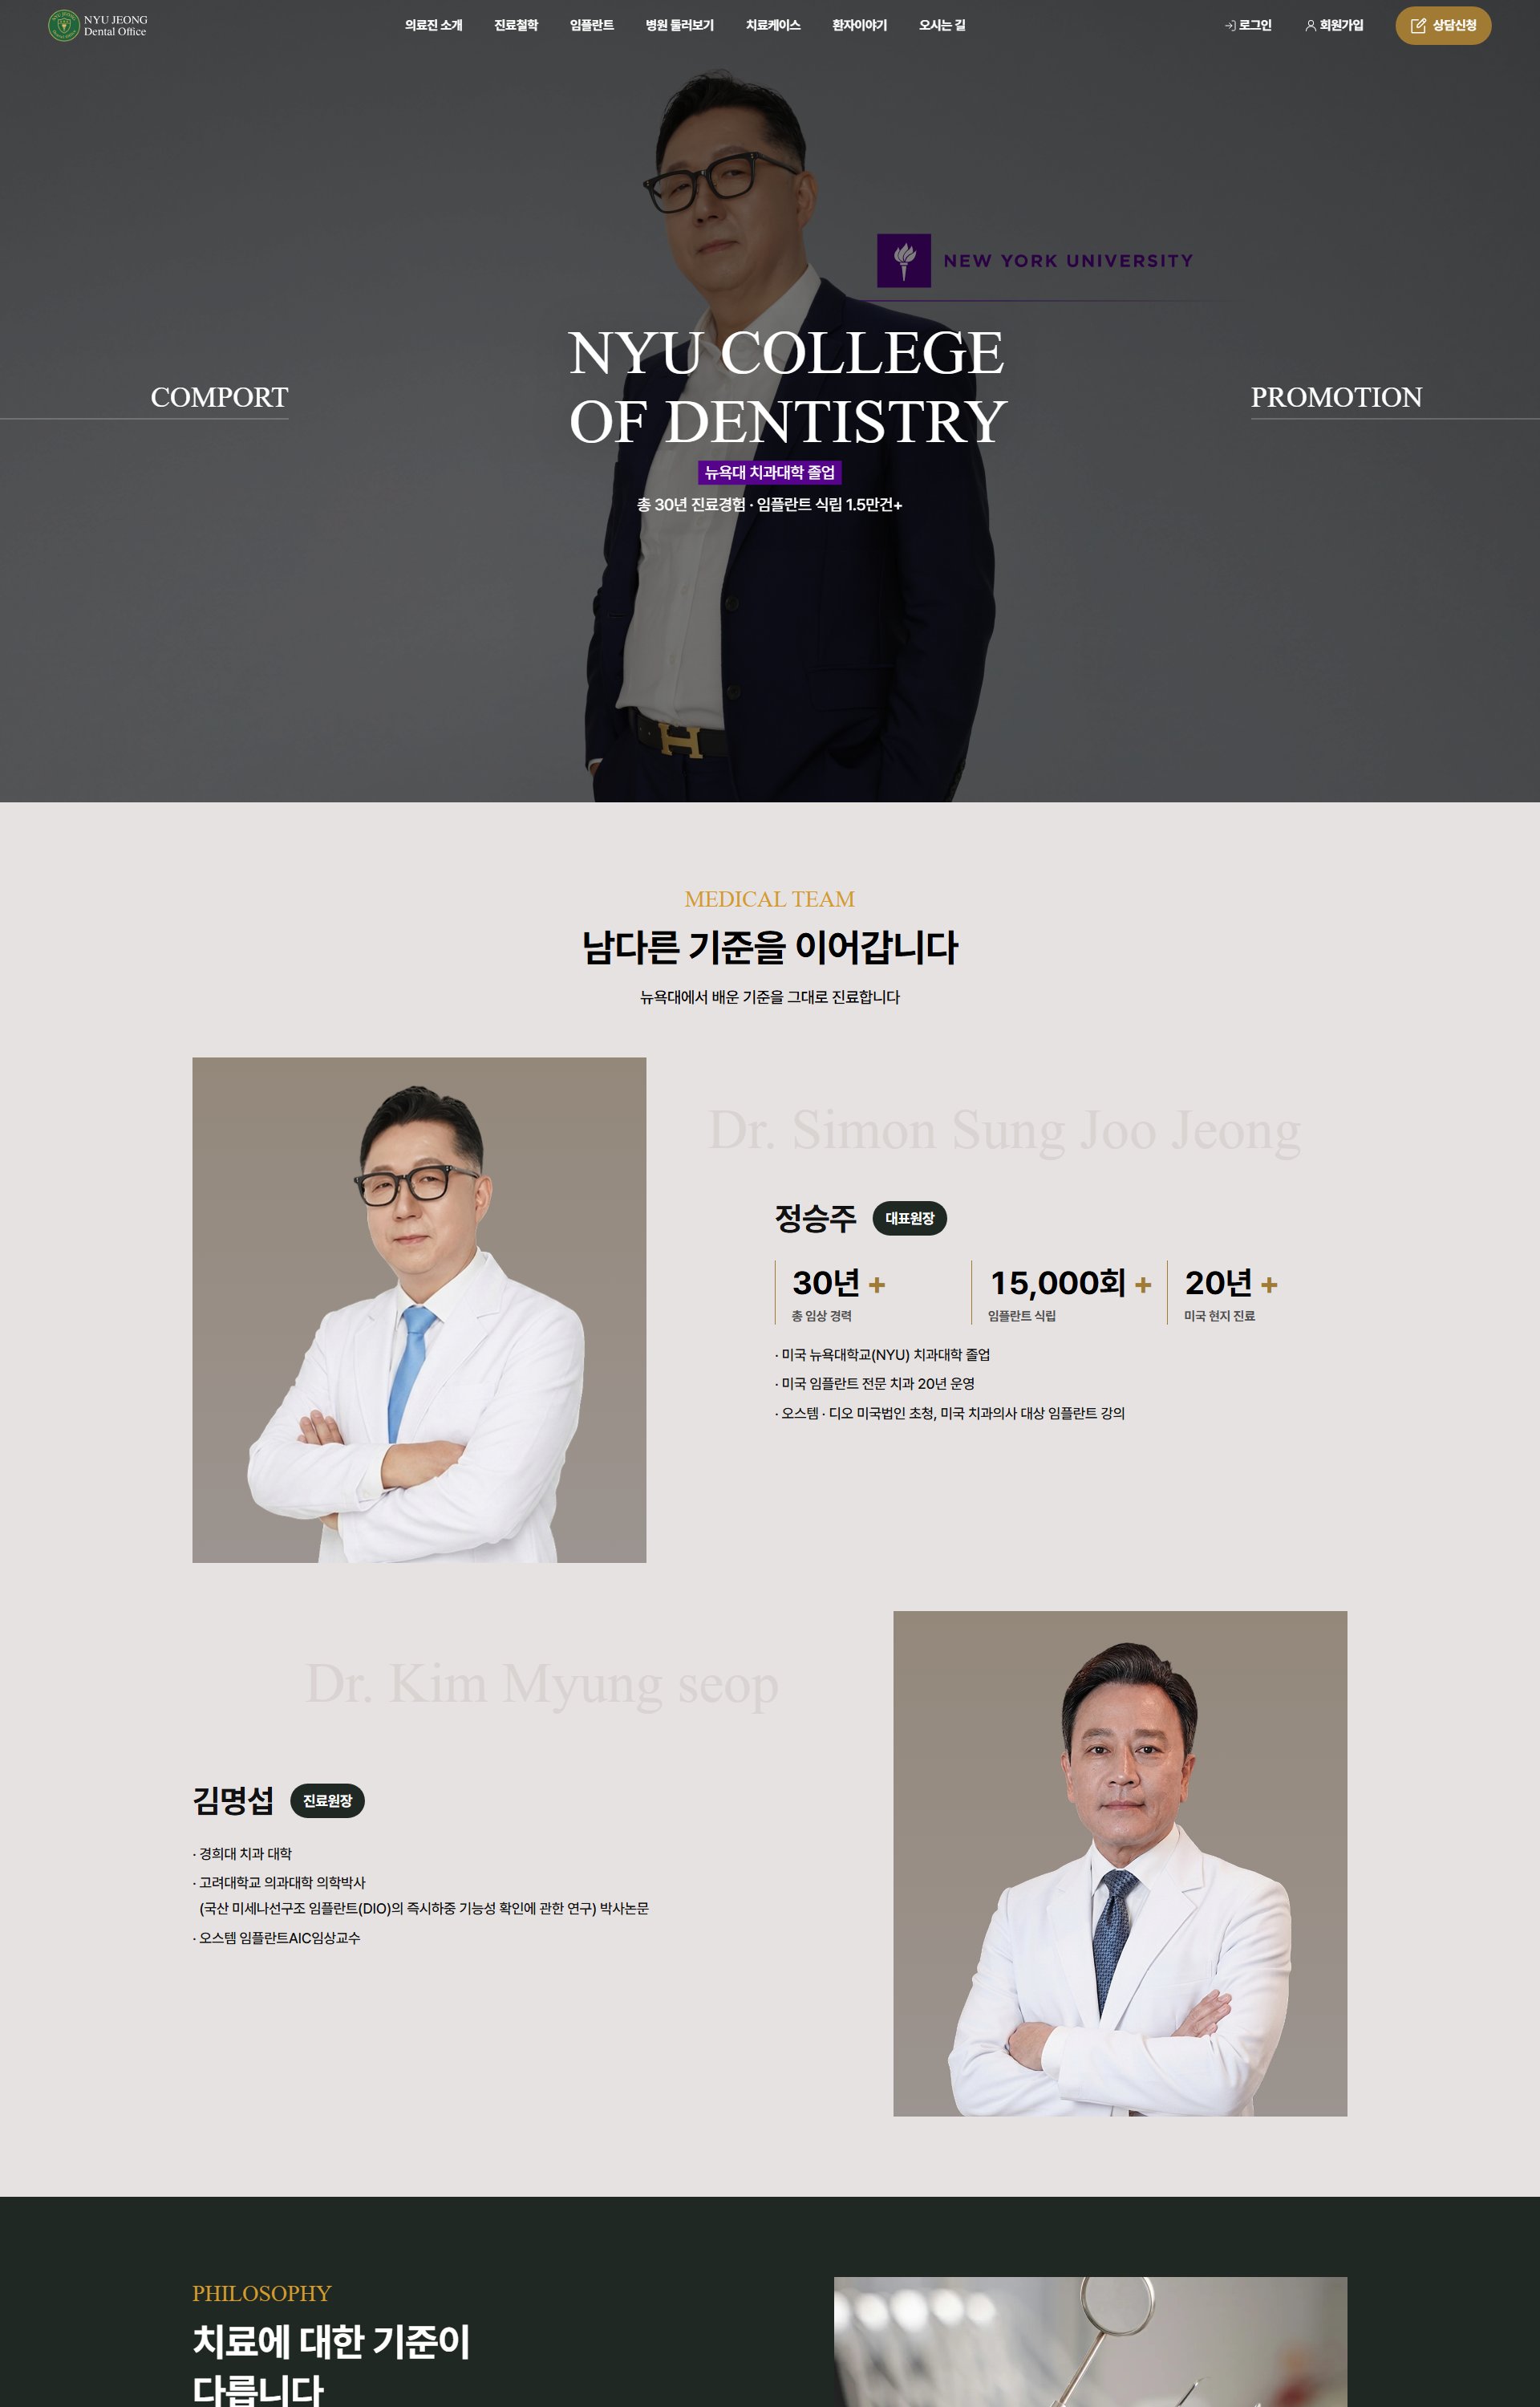 NYU JEONG
Dental Office
의료진 소개
진료철학
임플란트
병원 둘러보기
치료케이스
환자이야기
오시는 길
로그인
회원가입
상담신청
NEW YORK UNIVERSITY
NYU COLLEGE
OF DENTISTRY
COMPORT
PROMOTION
뉴욕대 치과대학 졸업
총 30년 진료경험 · 임플란트 식립 1.5만건+
MEDICAL TEAM
남다른 기준을 이어갑니다
뉴욕대에서 배운 기준을 그대로 진료합니다
Dr. Simon Sung Joo Jeong
정승주 대표원장
30년 +
총 임상 경력
15,000회 +
임플란트 식립
20년 +
미국 현지 진료
· 미국 뉴욕대학교(NYU) 치과대학 졸업
· 미국 임플란트 전문 치과 20년 운영
· 오스템 · 디오 미국법인 초청, 미국 치과의사 대상 임플란트 강의
Dr. Kim Myung seop
김명섭 진료원장
· 경희대 치과 대학
· 고려대학교 의과대학 의학박사
(국산 미세나선구조 임플란트(DIO)의 즉시하중 기능성 확인에 관한 연구) 박사논문
· 오스템 임플란트AIC임상교수
PHILOSOPHY
치료에 대한 기준이
다릅니다